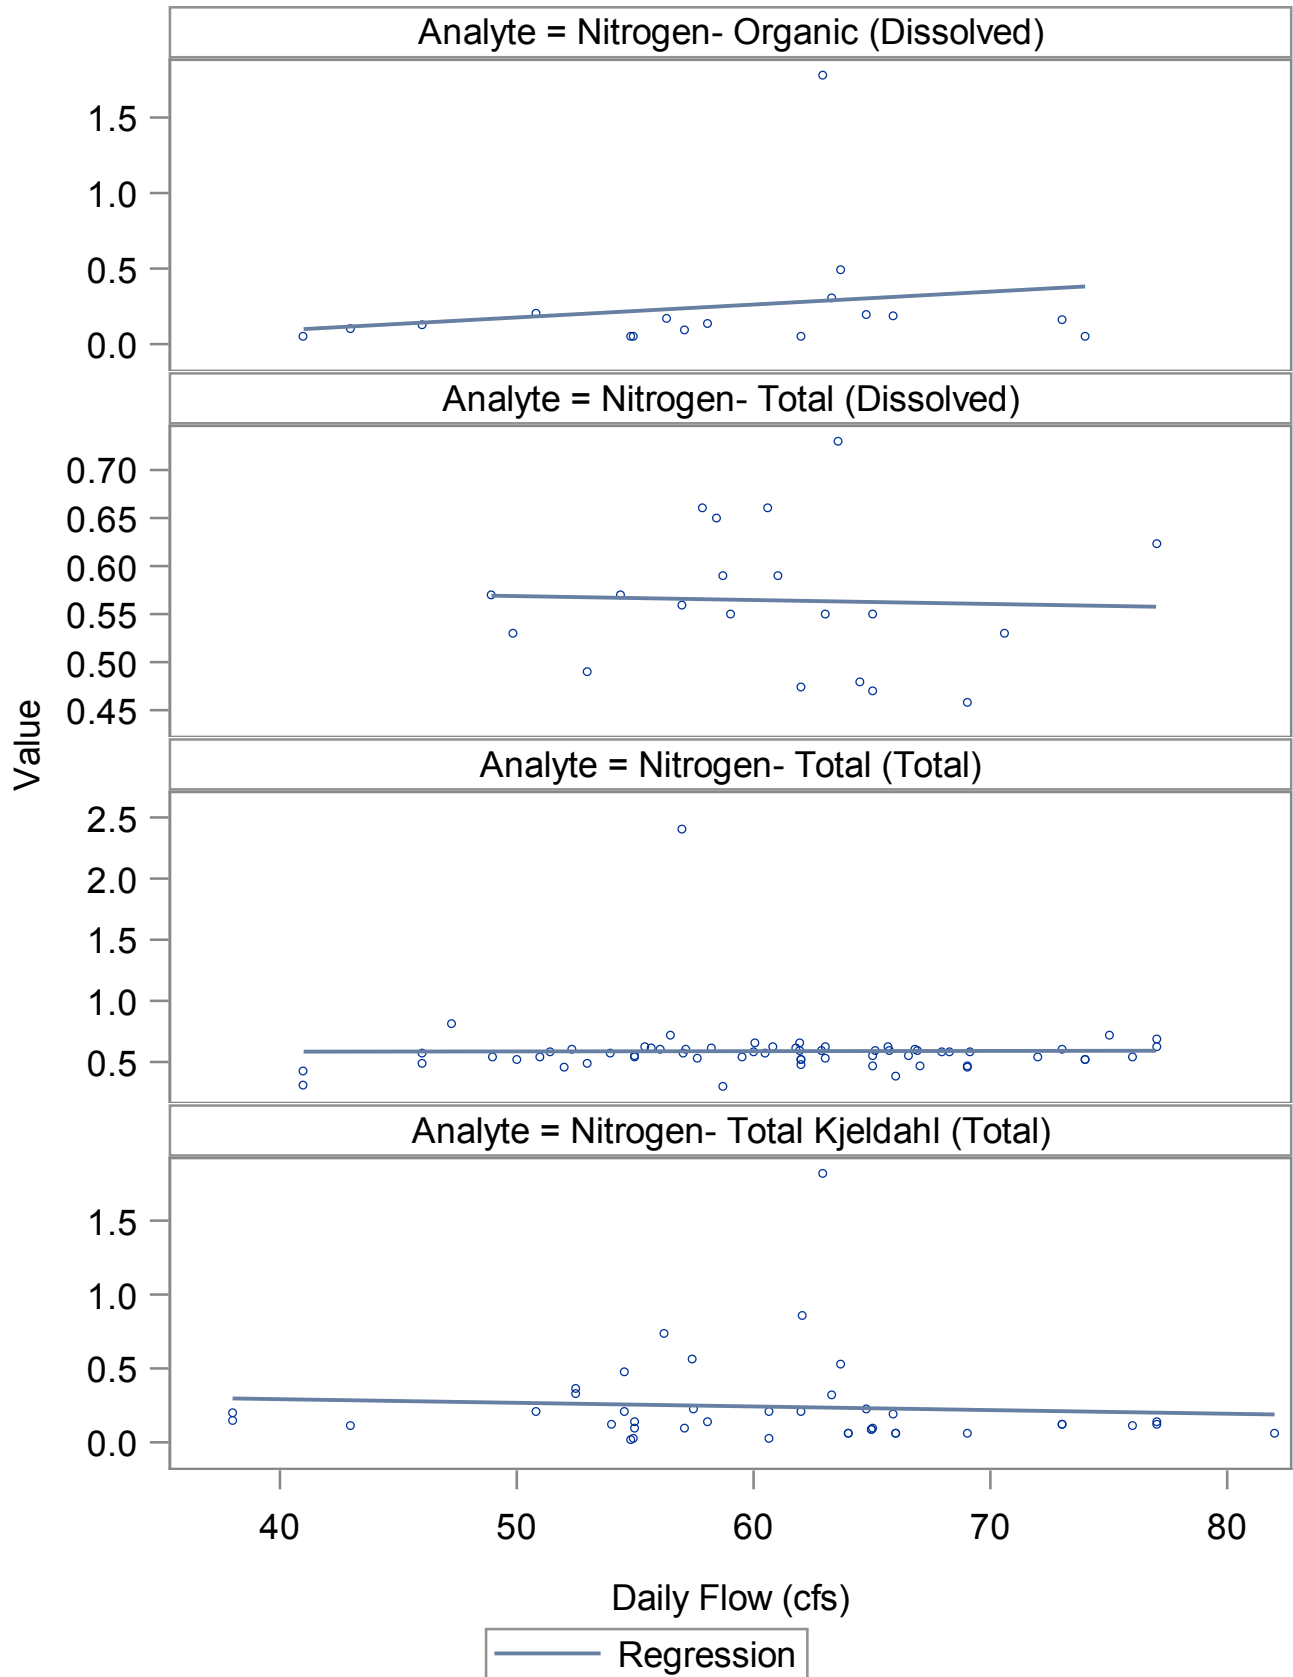 Analyte = Nitrogen- Organic (Dissolved)
1.5
1.0
0.5
0.0
Analyte = Nitrogen- Total (Dissolved)
0.70
0.65
0.60
0.55
0.50
0.45
Value
Analyte = Nitrogen- Total (Total)
2.5
2.0
1.5
1.0
0.5
Analyte = Nitrogen- Total Kjeldahl (Total)
1.5
1.0
0.5
0.0
40 50 60 70 80
Daily Flow (cfs)
Regression